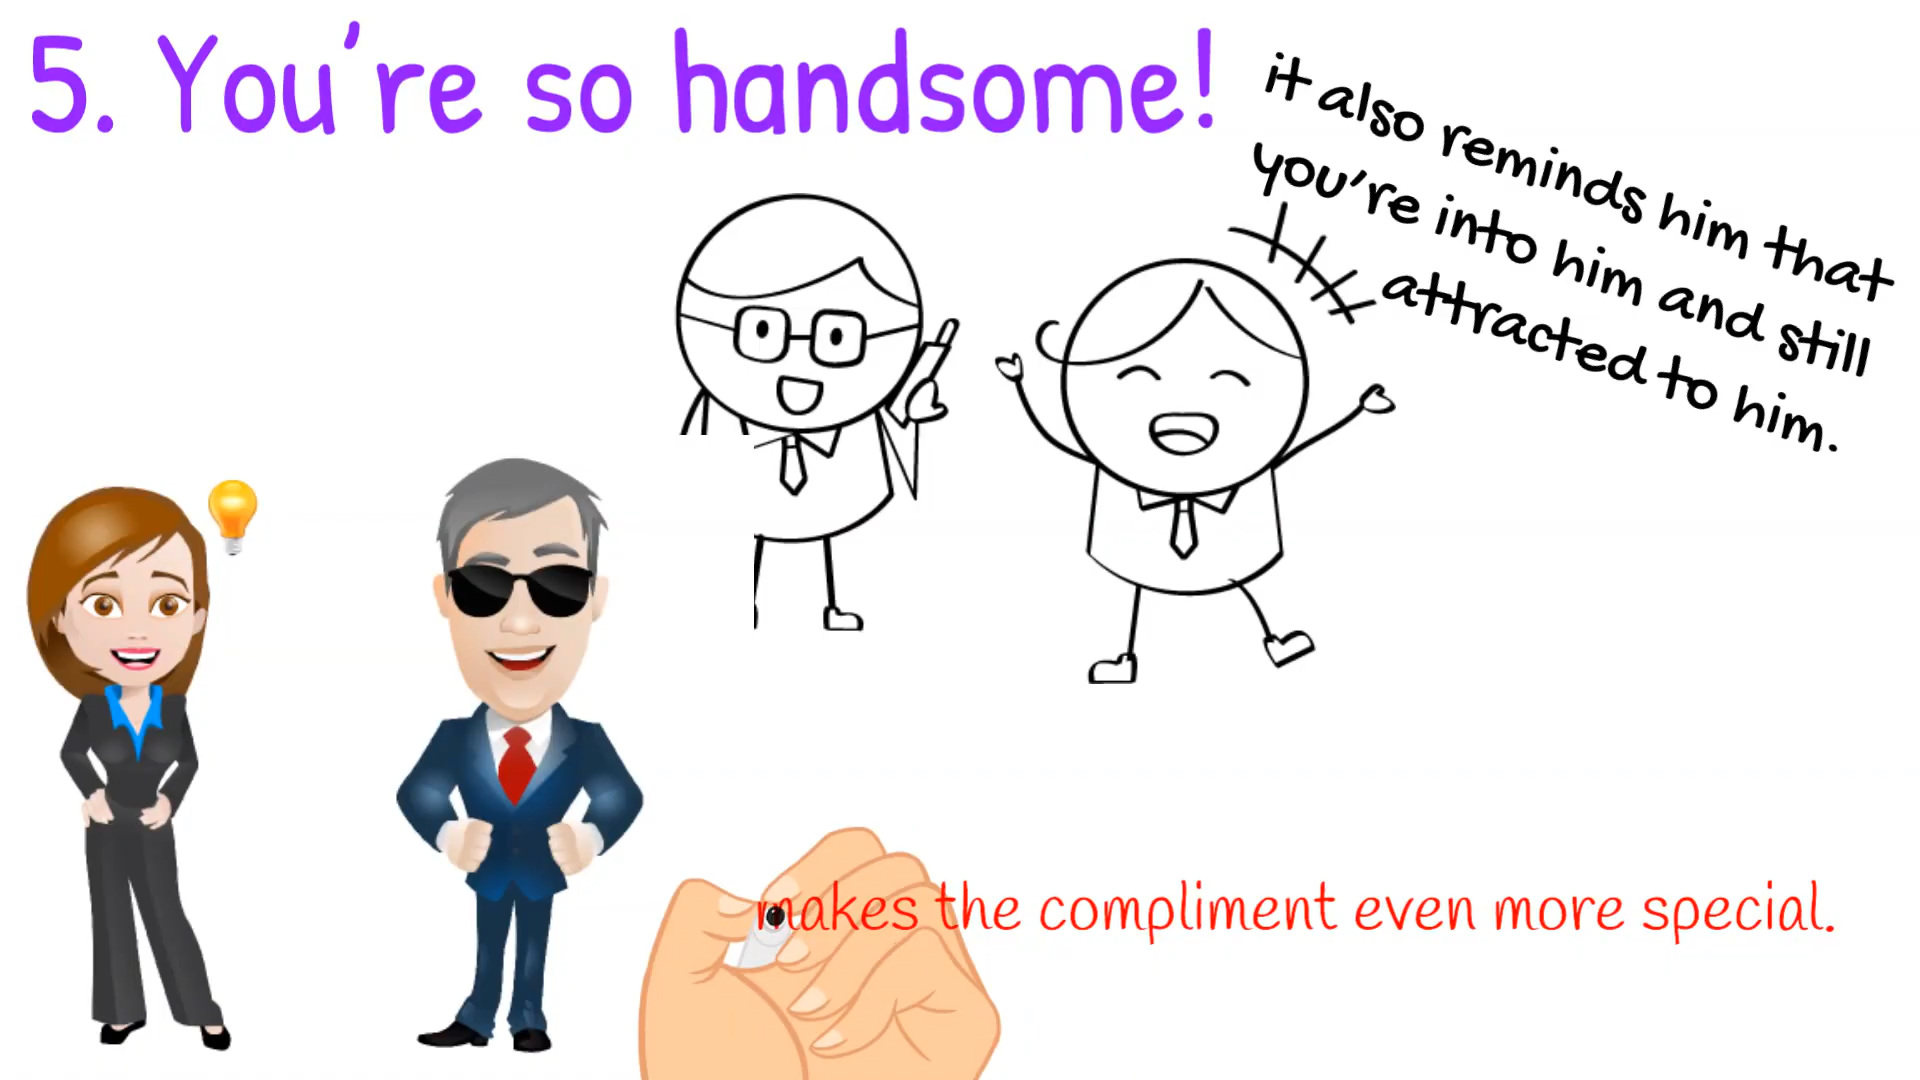 5. You're so handsome!
it also reminds him that
you're into him and still
attracted to him.
makes the compliment even more special.